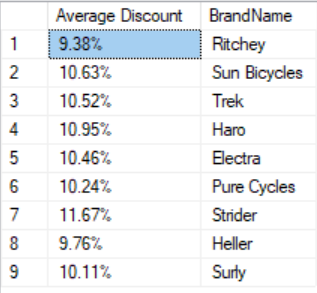 Average Discount BrandName
1 9.38% Ritchey
2 10.63% Sun Bicycles
3 10.52% Trek
4 10.95% Haro
5 10.46% Electra
6 10.24% Pure Cycles
7 11.67% Strider
8 9.76% Heller
9 10.11% Surly